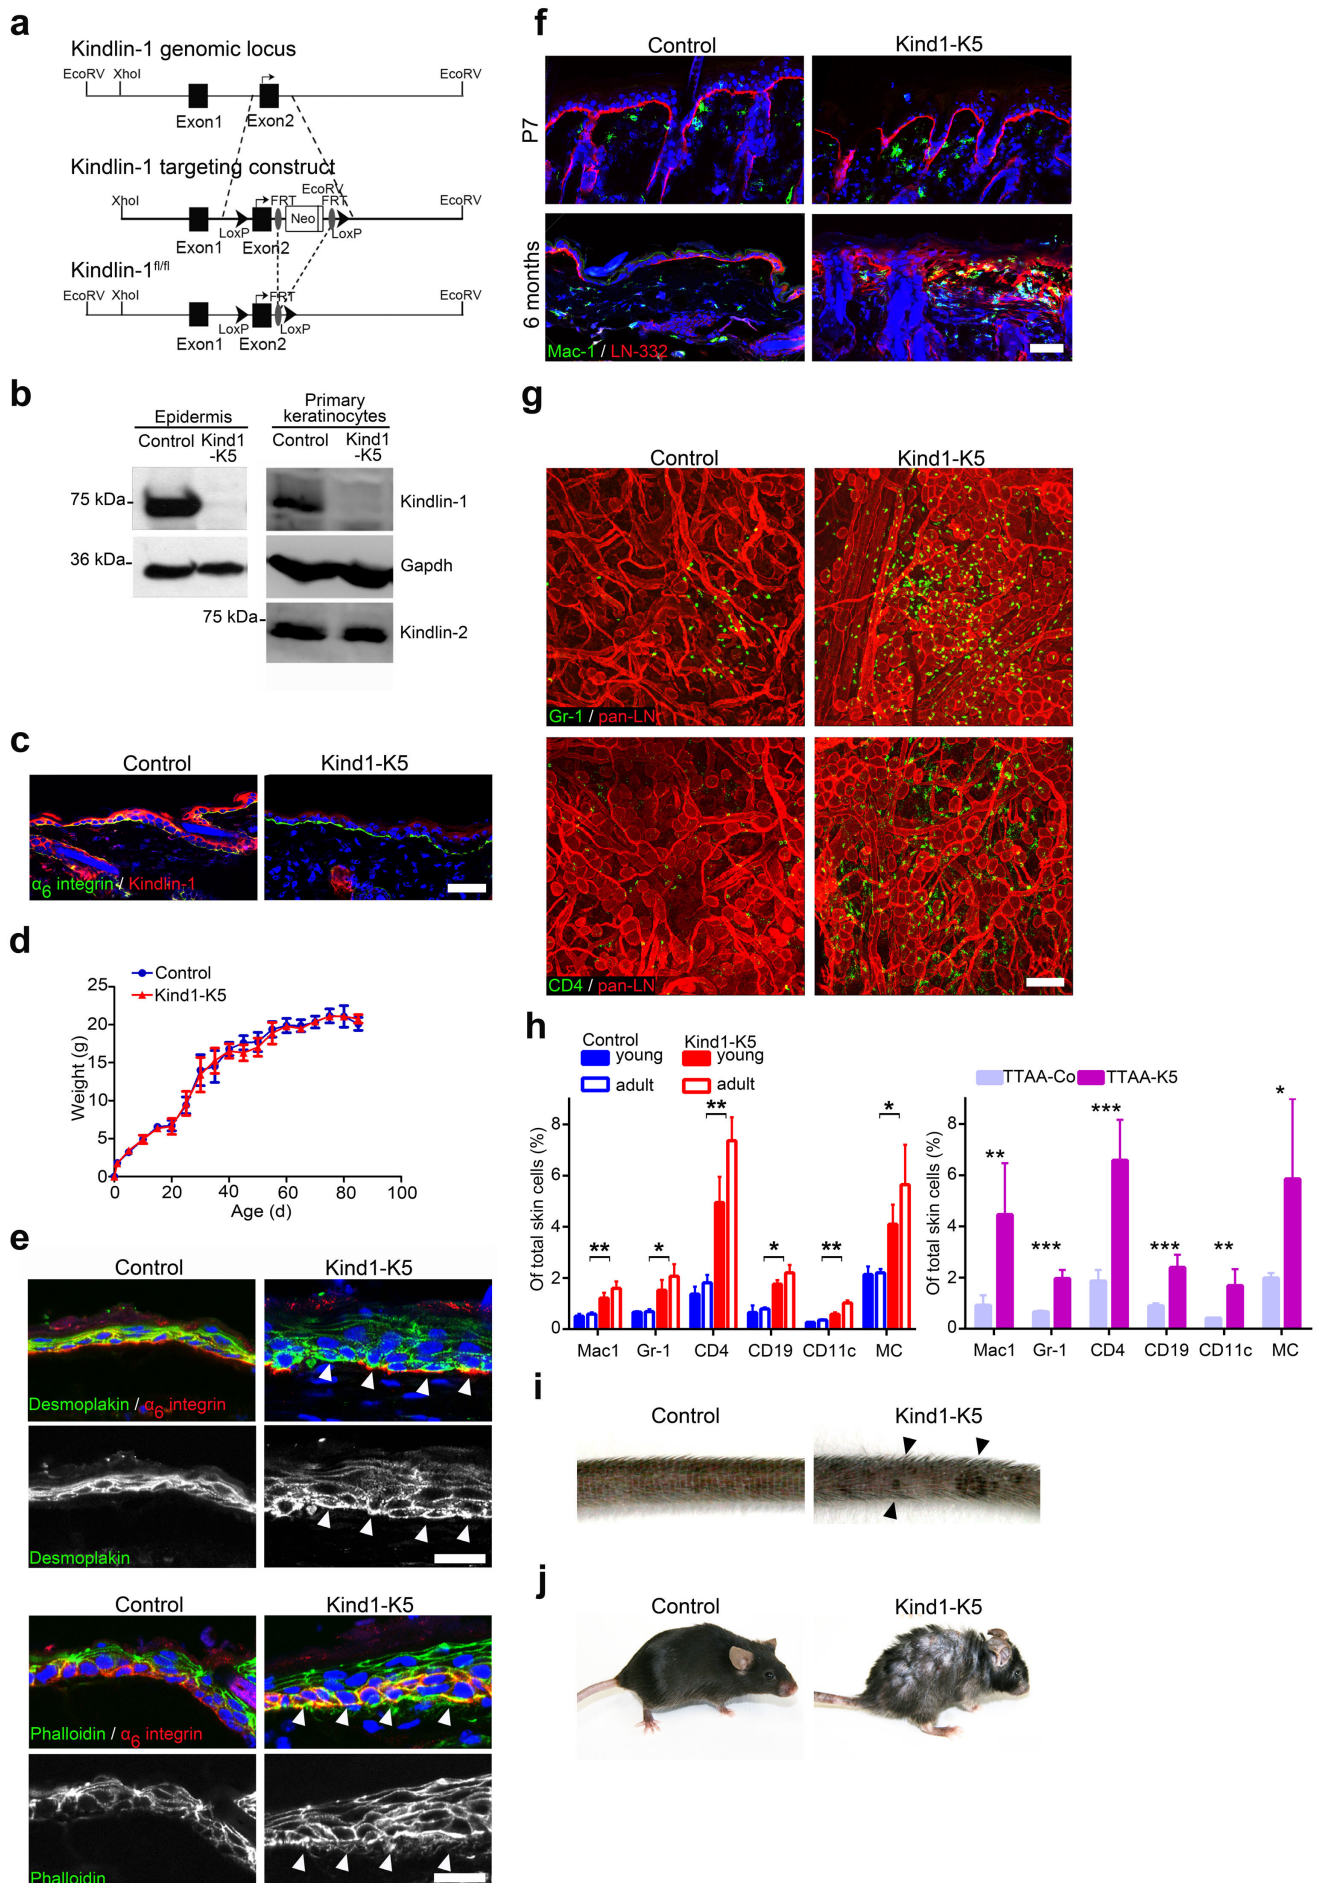 a
Kindlin-1 genomic locus
EcoRV XhoI EcoRV
Exon1 Exon2
Kindlin-1 targeting construct
XhoI FRT EcoRV FRT EcoRV
Neo
LoxP LoxP
Exon1 Exon2
Kindlin-1fl/fl
EcoRV XhoI FRT EcoRV
LoxP LoxP
Exon1 Exon2
b
Epidermis
Primary keratinocytes
Control Kind1-K5
Control Kind1-K5
75 kDa
Kindlin-1
36 kDa
Gapdh
75 kDa
Kindlin-2
c
Control Kind1-K5
α6 integrin / Kindlin-1
d
Control
Kind1-K5
Weight (g)
25
20
15
10
5
0
0 20 40 60 80 100
Age (d)
e
Control Kind1-K5
Desmoplakin / α6 integrin
Desmoplakin
Control Kind1-K5
Phalloidin / α6 integrin
Phalloidin
f
Control Kind1-K5
P7
6 months
Mac-1 / LN-332
g
Control Kind1-K5
Gr-1 / pan-LN
CD4 / pan-LN
h
Control Kind1-K5
young young
adult adult
Of total skin cells (%)
8
6
4
2
0
** * ** * ** *
Mac1 Gr-1 CD4 CD19 CD11c MC
TTAA-Co TTAA-K5
Of total skin cells (%)
8
6
4
2
0
** *** *** *** ** *
Mac1 Gr-1 CD4 CD19 CD11c MC
i
Control Kind1-K5
j
Control Kind1-K5